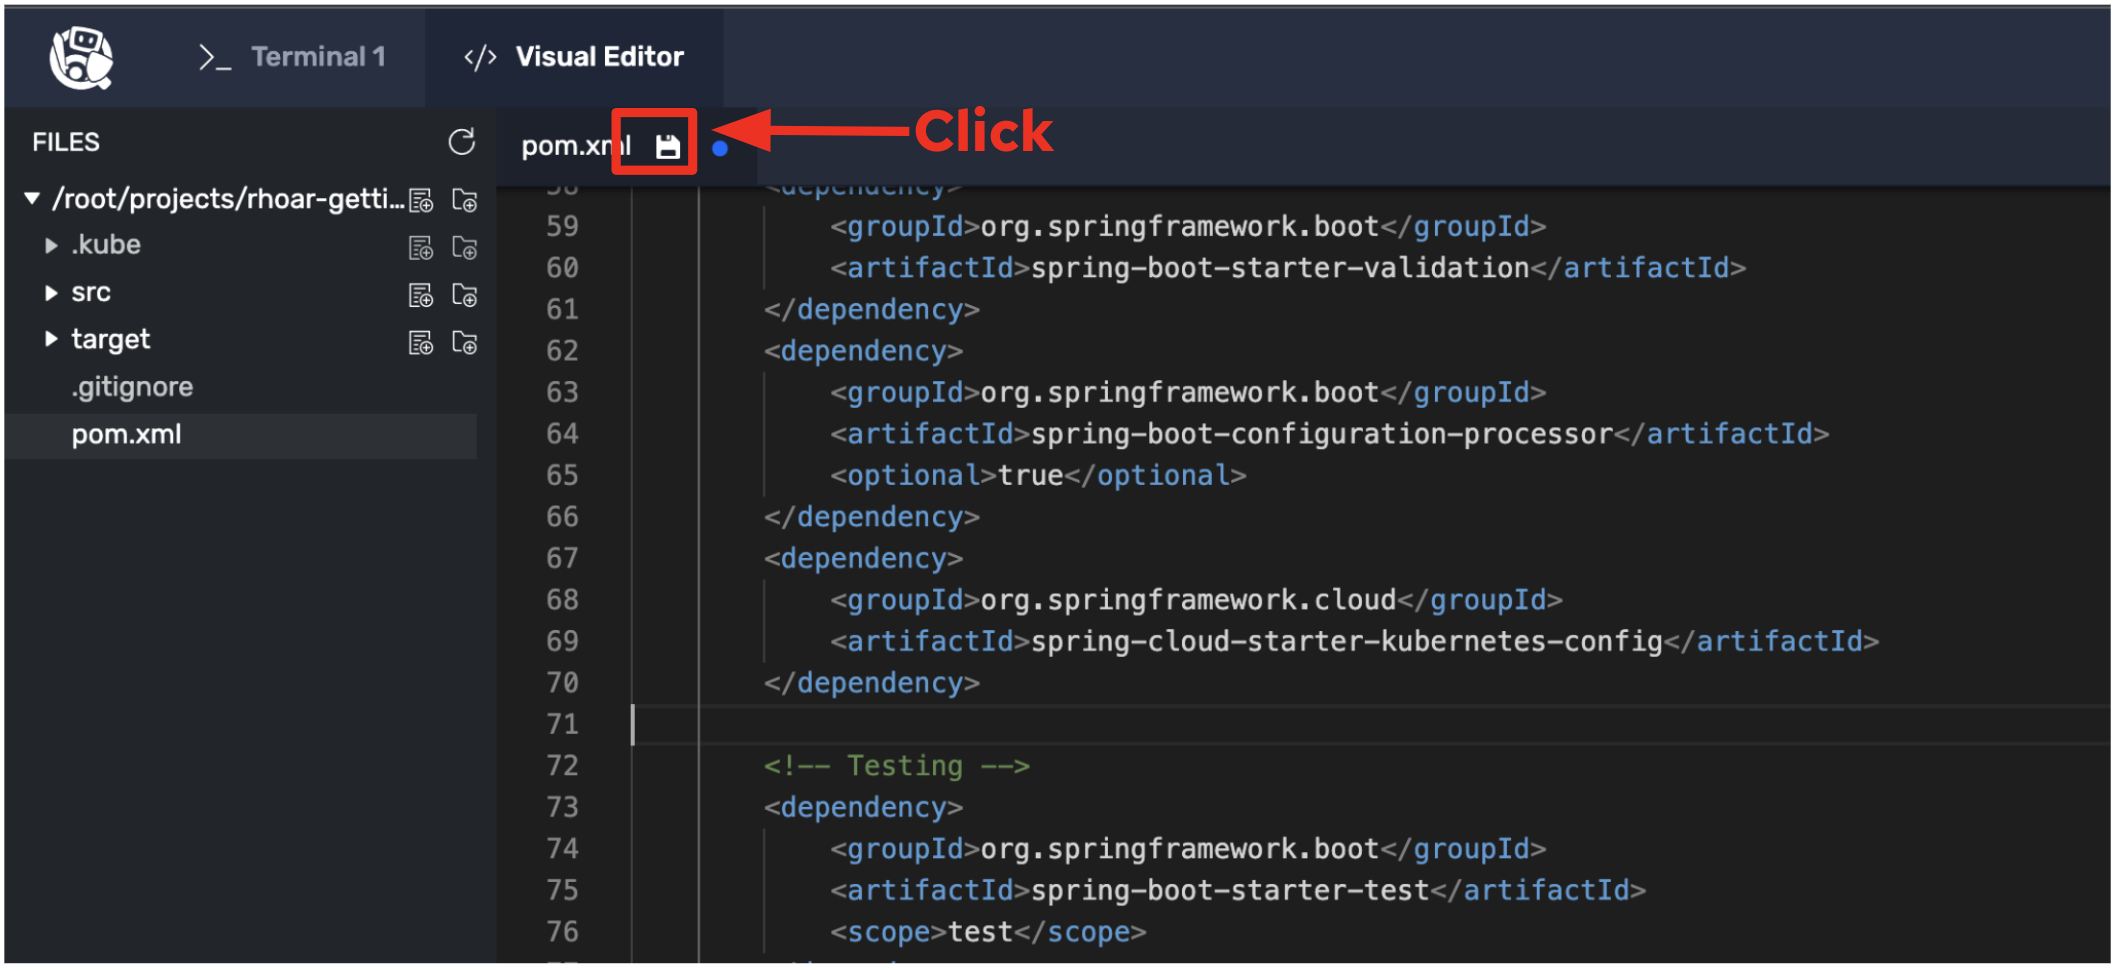 >_ Terminal 1
</> Visual Editor
FILES
pom.xml
Click
/root/projects/rhoar-getti...
.kube
src
target
.gitignore
pom.xml
58 <dependency>
59 <groupId>org.springframework.boot</groupId>
60 <artifactId>spring-boot-starter-validation</artifactId>
61 </dependency>
62 <dependency>
63 <groupId>org.springframework.boot</groupId>
64 <artifactId>spring-boot-configuration-processor</artifactId>
65 <optional>true</optional>
66 </dependency>
67 <dependency>
68 <groupId>org.springframework.cloud</groupId>
69 <artifactId>spring-cloud-starter-kubernetes-config</artifactId>
70 </dependency>
71
72 <!-- Testing -->
73 <dependency>
74 <groupId>org.springframework.boot</groupId>
75 <artifactId>spring-boot-starter-test</artifactId>
76 <scope>test</scope>